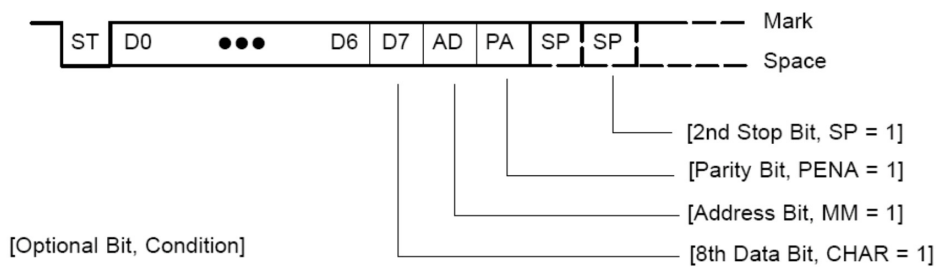 Mark
ST D0 ●●● D6 D7 AD PA SP SP
Space
[2nd Stop Bit, SP = 1]
[Parity Bit, PENA = 1]
[Address Bit, MM = 1]
[Optional Bit, Condition]
[8th Data Bit, CHAR = 1]